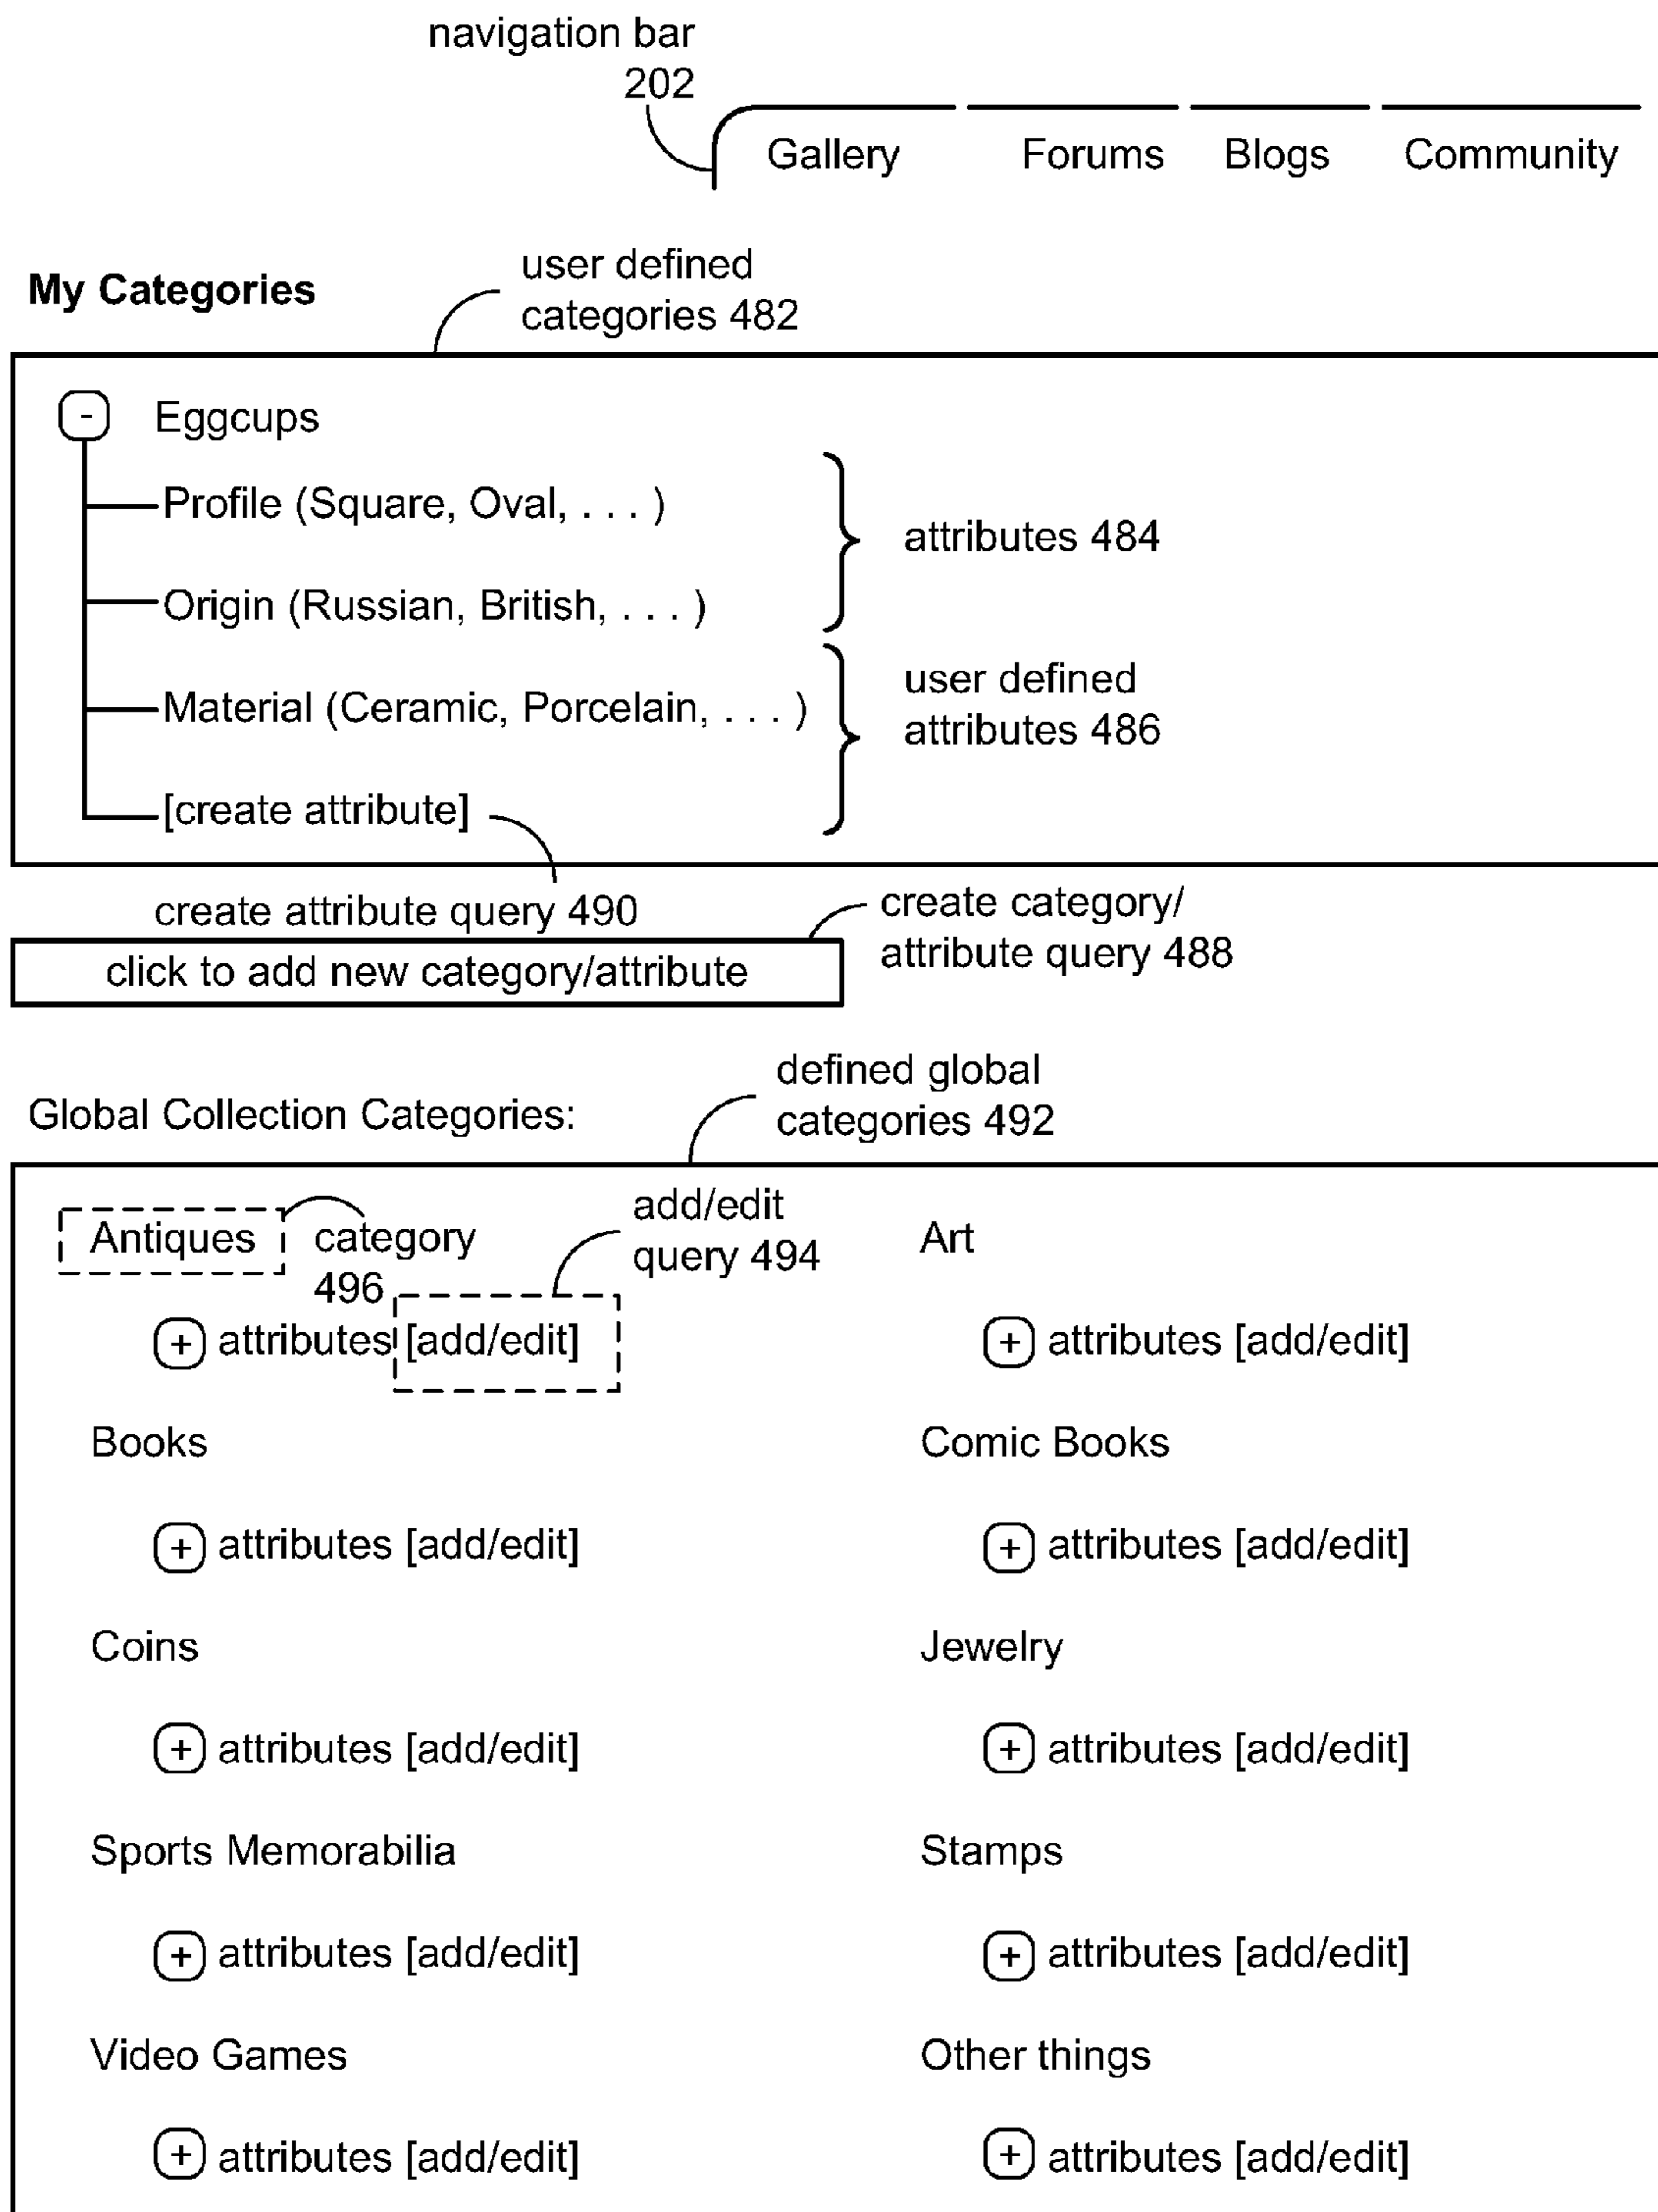 navigation bar
202
Gallery Forums Blogs Community
My Categories
user defined
categories 482
- Eggcups
Profile (Square, Oval, . . . )
attributes 484
Origin (Russian, British, . . . )
Material (Ceramic, Porcelain, . . . )
user defined
attributes 486
[create attribute]
create attribute query 490
create category/
attribute query 488
click to add new category/attribute
defined global
categories 492
Global Collection Categories:
Antiques
category
496
add/edit
query 494
Art
+ attributes [add/edit]
+ attributes [add/edit]
Books
Comic Books
+ attributes [add/edit]
+ attributes [add/edit]
Coins
Jewelry
+ attributes [add/edit]
+ attributes [add/edit]
Sports Memorabilia
Stamps
+ attributes [add/edit]
+ attributes [add/edit]
Video Games
Other things
+ attributes [add/edit]
+ attributes [add/edit]